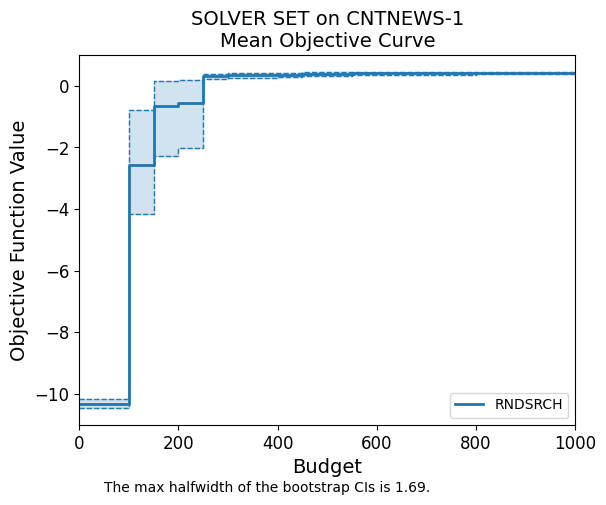 SOLVER SET on CNTNEWS-1
Mean Objective Curve
Objective Function Value
0
−2
−4
−6
−8
−10
RNDSRCH
0 200 400 600 800 1000
Budget
The max halfwidth of the bootstrap CIs is 1.69.